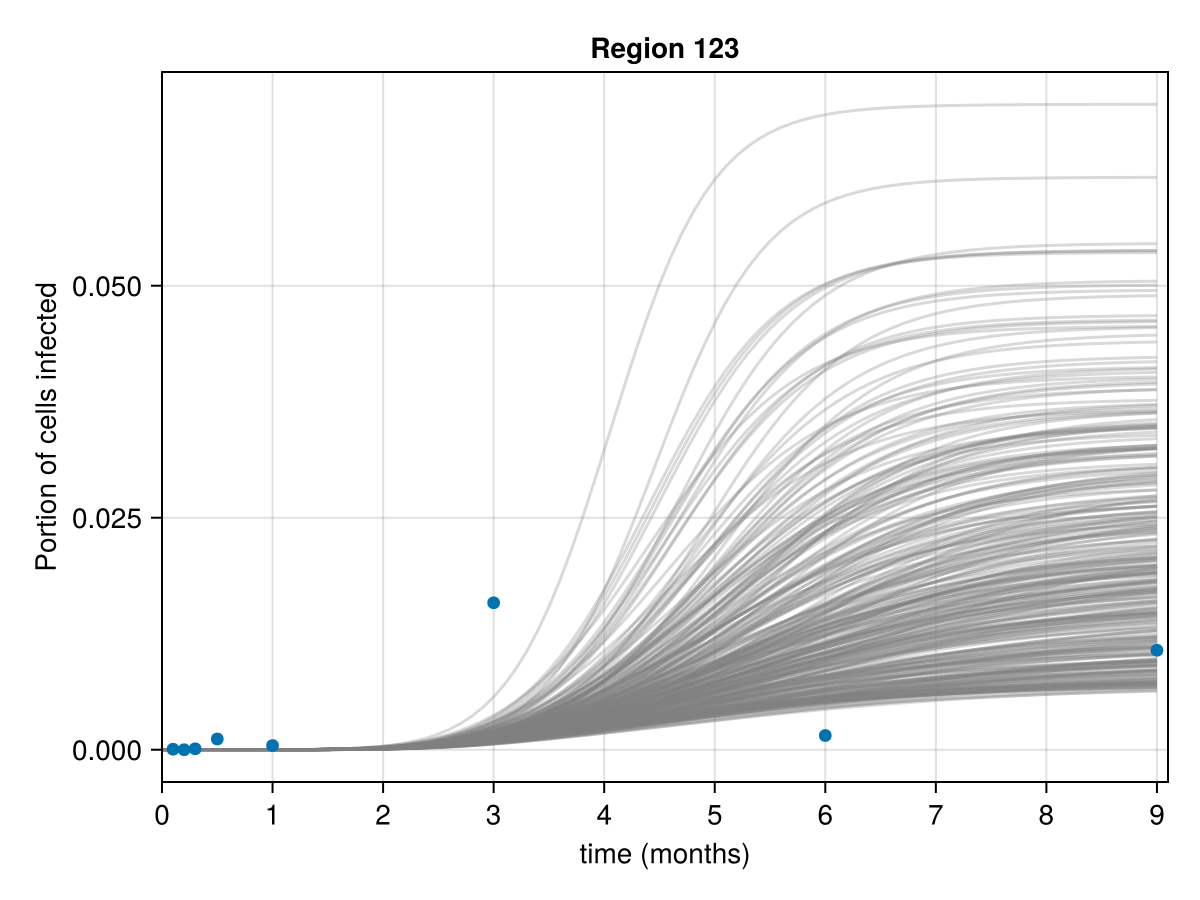 Region 123
Portion of cells infected
0.050
0.025
0.000
0 1 2 3 4 5 6 7 8 9
time (months)